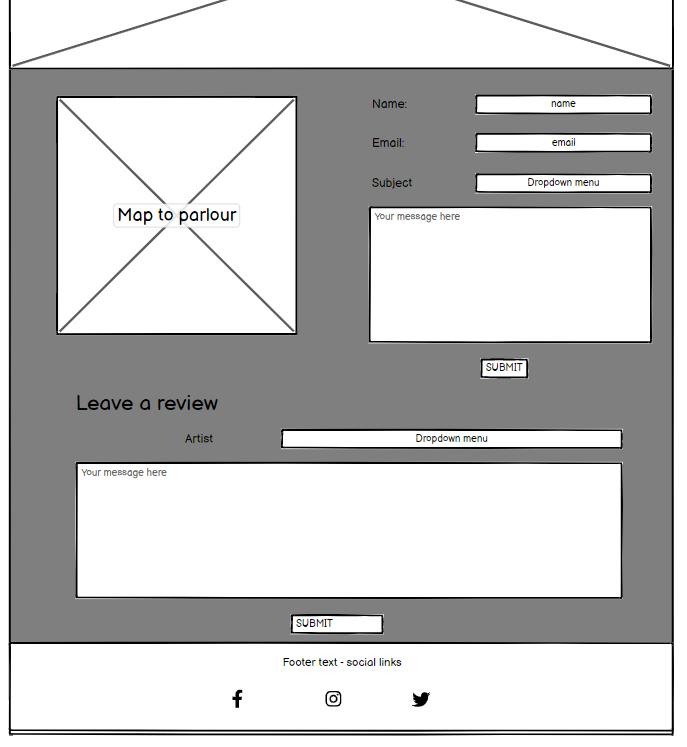 Map to parlour
Name:
name
Email:
email
Subject
Dropdown menu
Your message here
SUBMIT
Leave a review
Artist
Dropdown menu
Your message here
SUBMIT
Footer text - social links